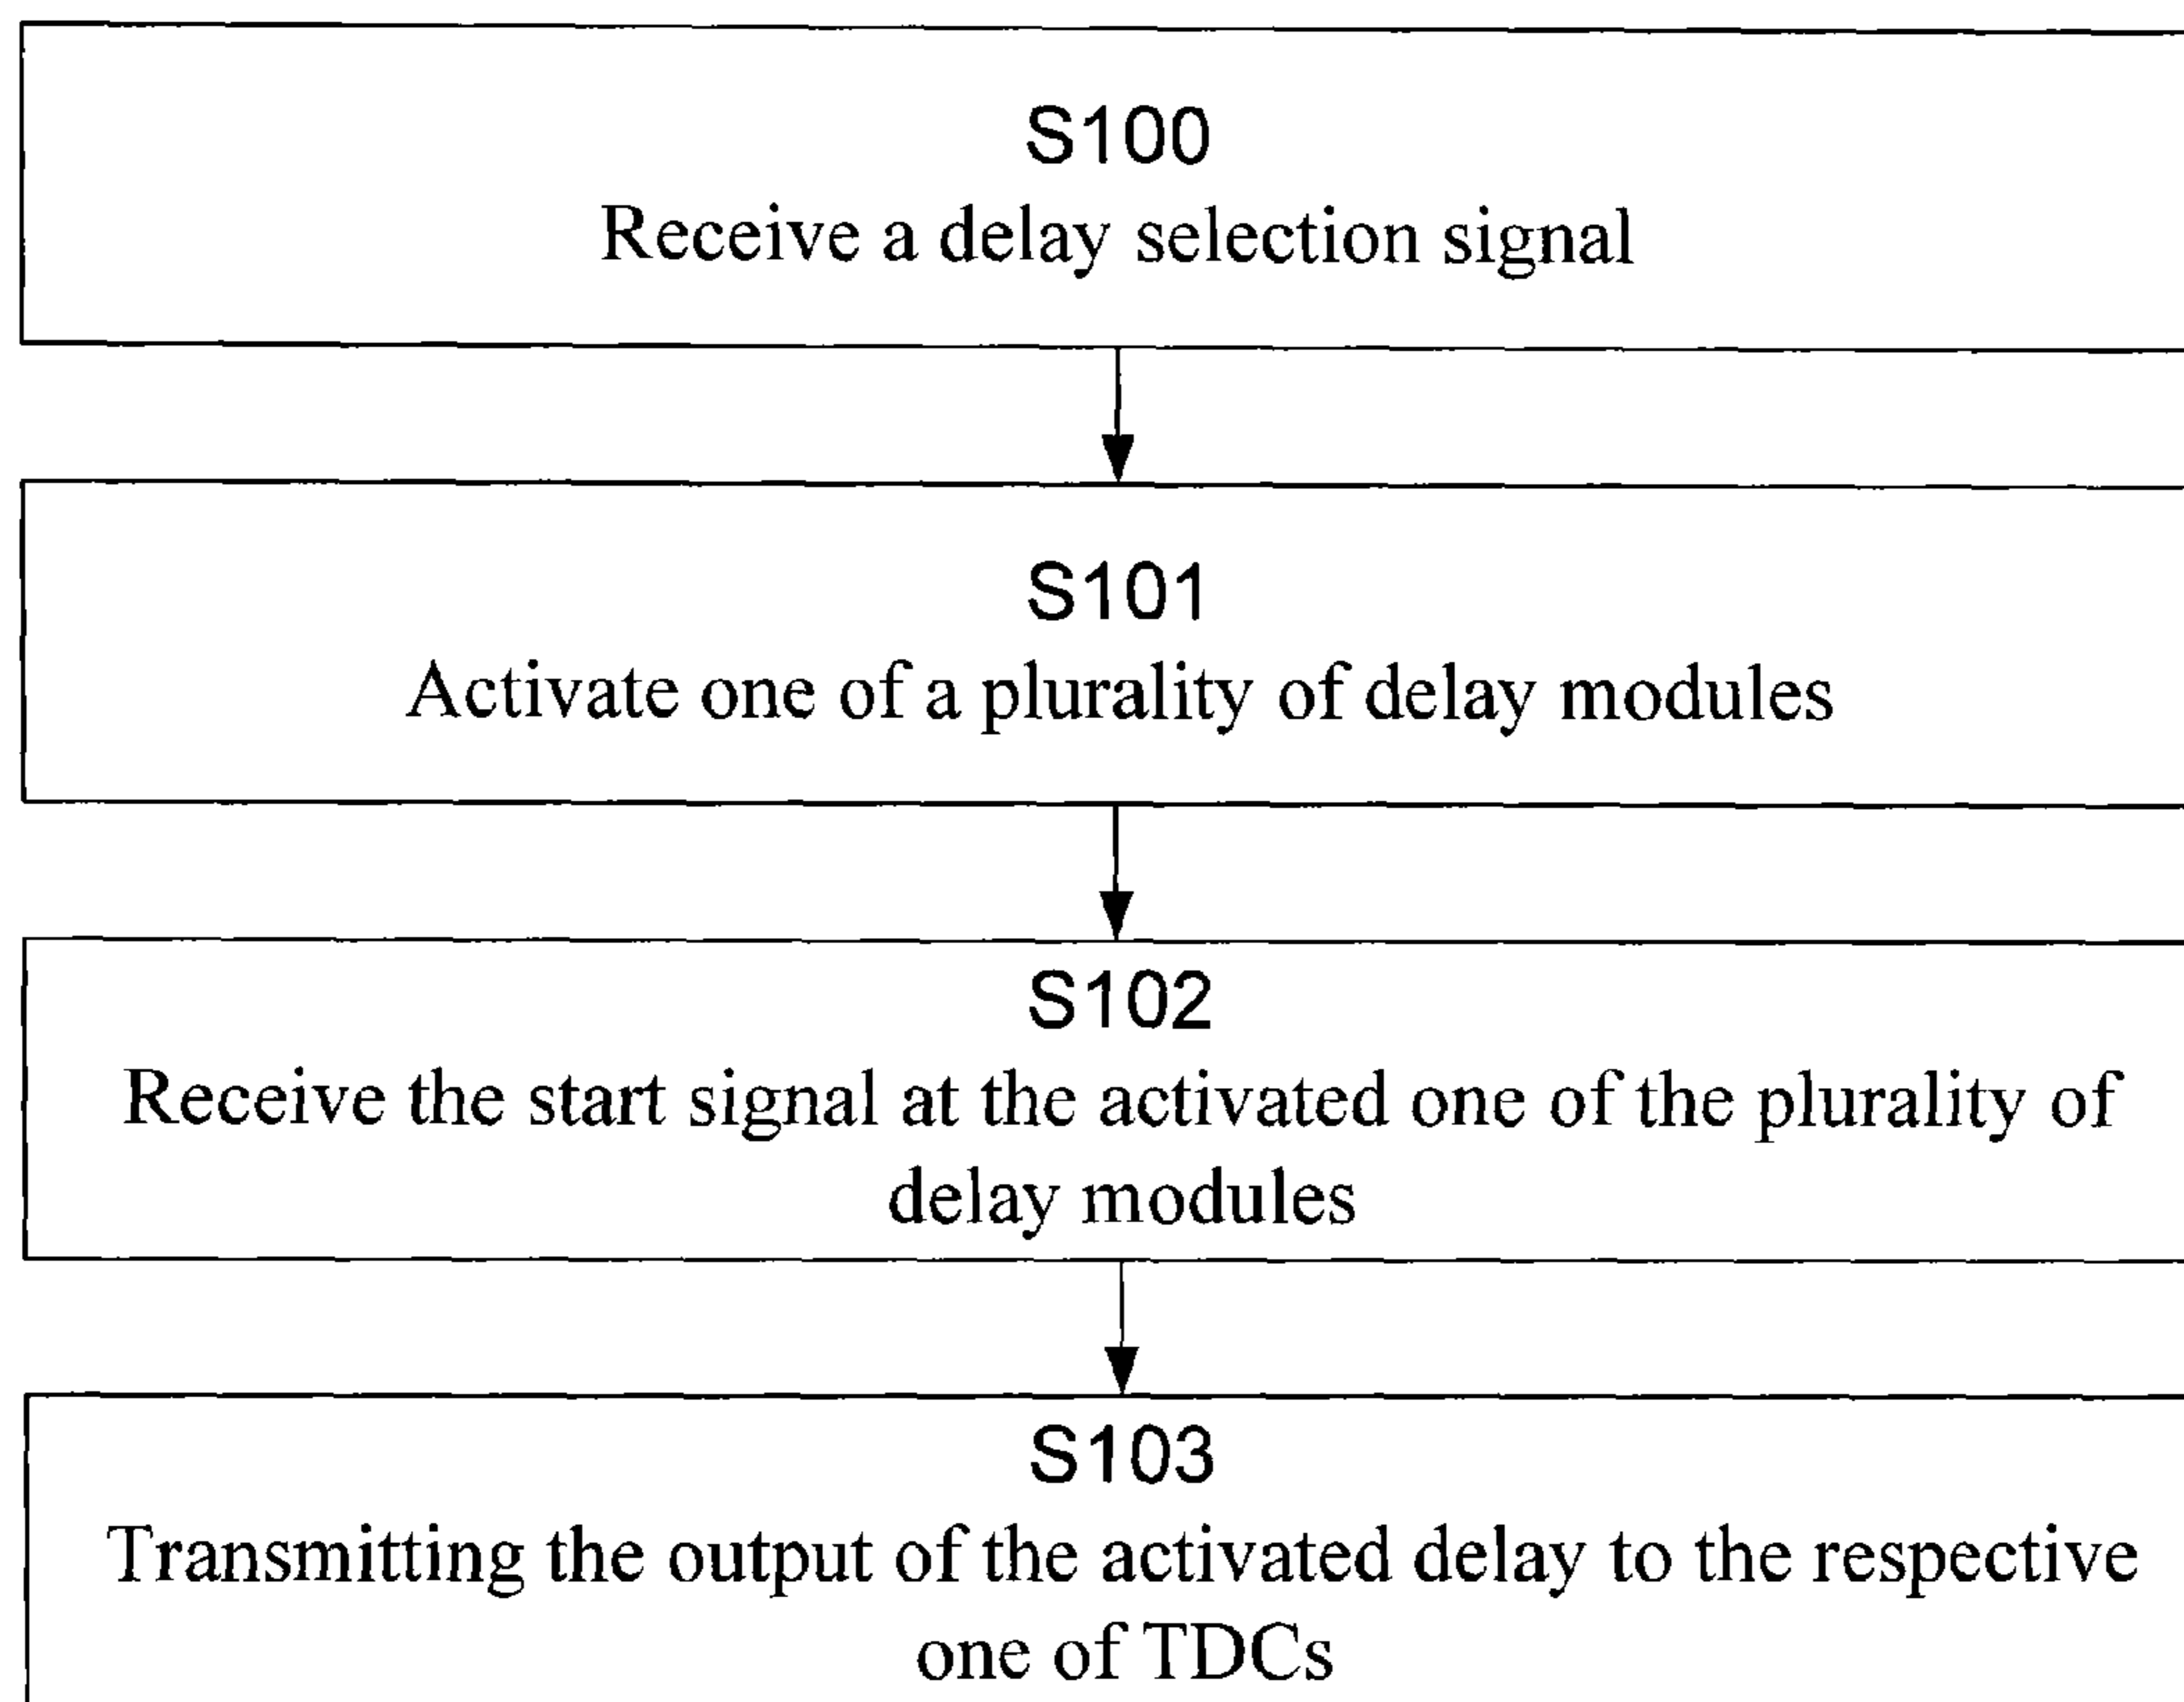 S100
Receive a delay selection signal
S101
Activate one of a plurality of delay modules
S102
Receive the start signal at the activated one of the plurality of
delay modules
S103
Transmitting the output of the activated delay to the respective
one of TDCs